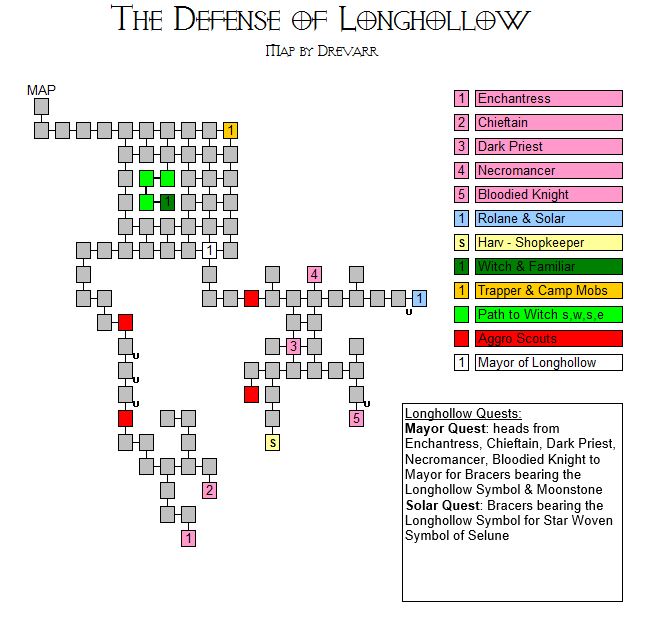 The Defense of Longhollow
Map by Drevarr
MAP
1
1
1
4
1
U
3
U
U
U
U
5
S
2
1
1 Enchantress
2 Chieftain
3 Dark Priest
4 Necromancer
5 Bloodied Knight
1 Rolane & Solar
s Harv - Shopkeeper
1 Witch & Familiar
1 Trapper & Camp Mobs
Path to Witch s,w,s,e
Aggro Scouts
1 Mayor of Longhollow
Longhollow Quests:
Mayor Quest: heads from
Enchantress, Chieftain, Dark Priest,
Necromancer, Bloodied Knight to
Mayor for Bracers bearing the
Longhollow Symbol & Moonstone
Solar Quest: Bracers bearing the
Longhollow Symbol for Star Woven
Symbol of Selune